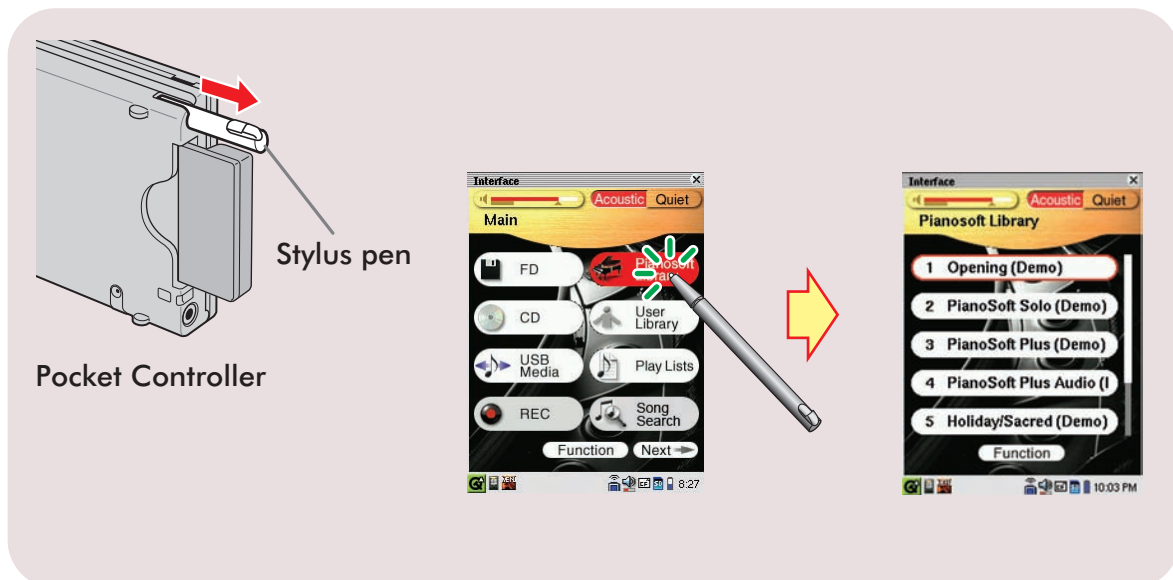 Stylus pen
Pocket Controller
Interface
Acoustic Quiet
Main
FD
Pianosoft
Library
CD
User
Library
USB
Media
Play Lists
REC
Song
Search
Function
Next
8:27
Interface
Acoustic Quiet
Pianosoft Library
1 Opening (Demo)
2 PianoSoft Solo (Demo)
3 PianoSoft Plus (Demo)
4 PianoSoft Plus Audio (
5 Holiday/Sacred (Demo)
Function
10:03 PM